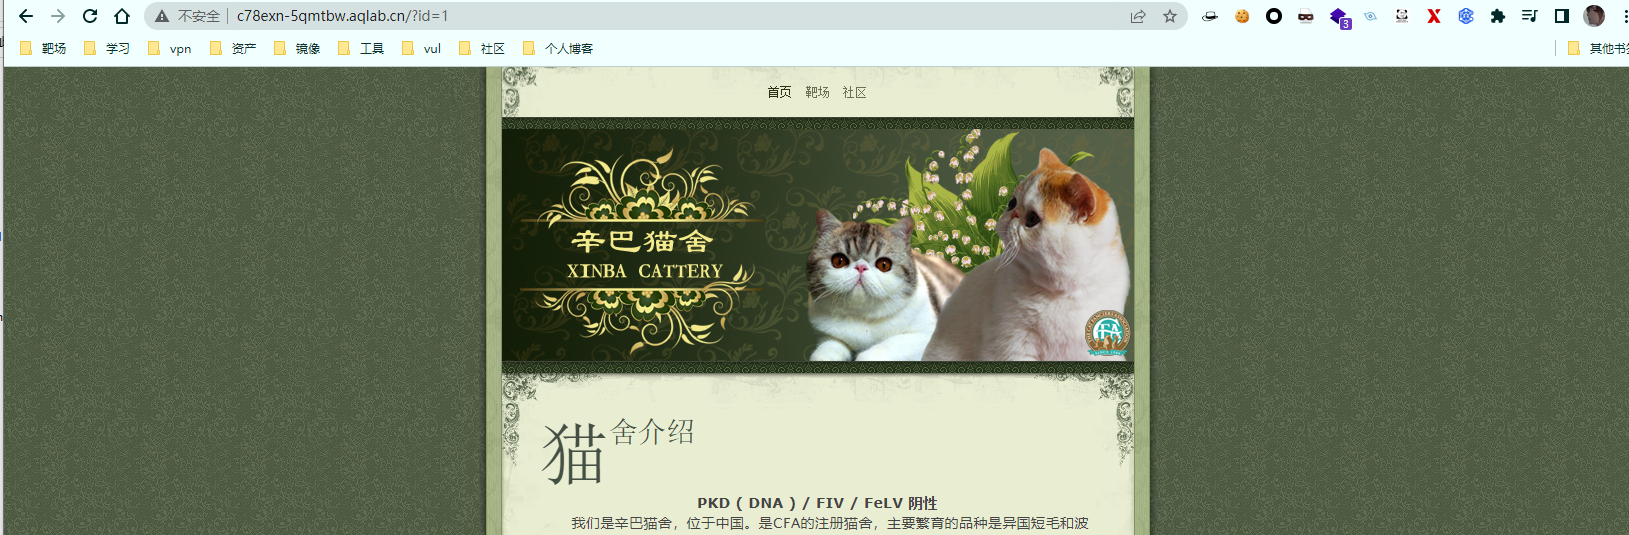 不安全 c78exn-5qmtbw.aqlab.cn/?id=1
3
靶场 学习 vpn 资产 镜像 工具 vul 社区 个人博客
首页 靶场 社区
辛巴猫舍
XINBA CATTERY
CFA
猫舍介绍
PKD ( DNA ) / FIV / FeLV 阴性
我们是辛巴猫舍，位于中国。是CFA的注册猫舍，主要繁育的品种是异国短毛和波